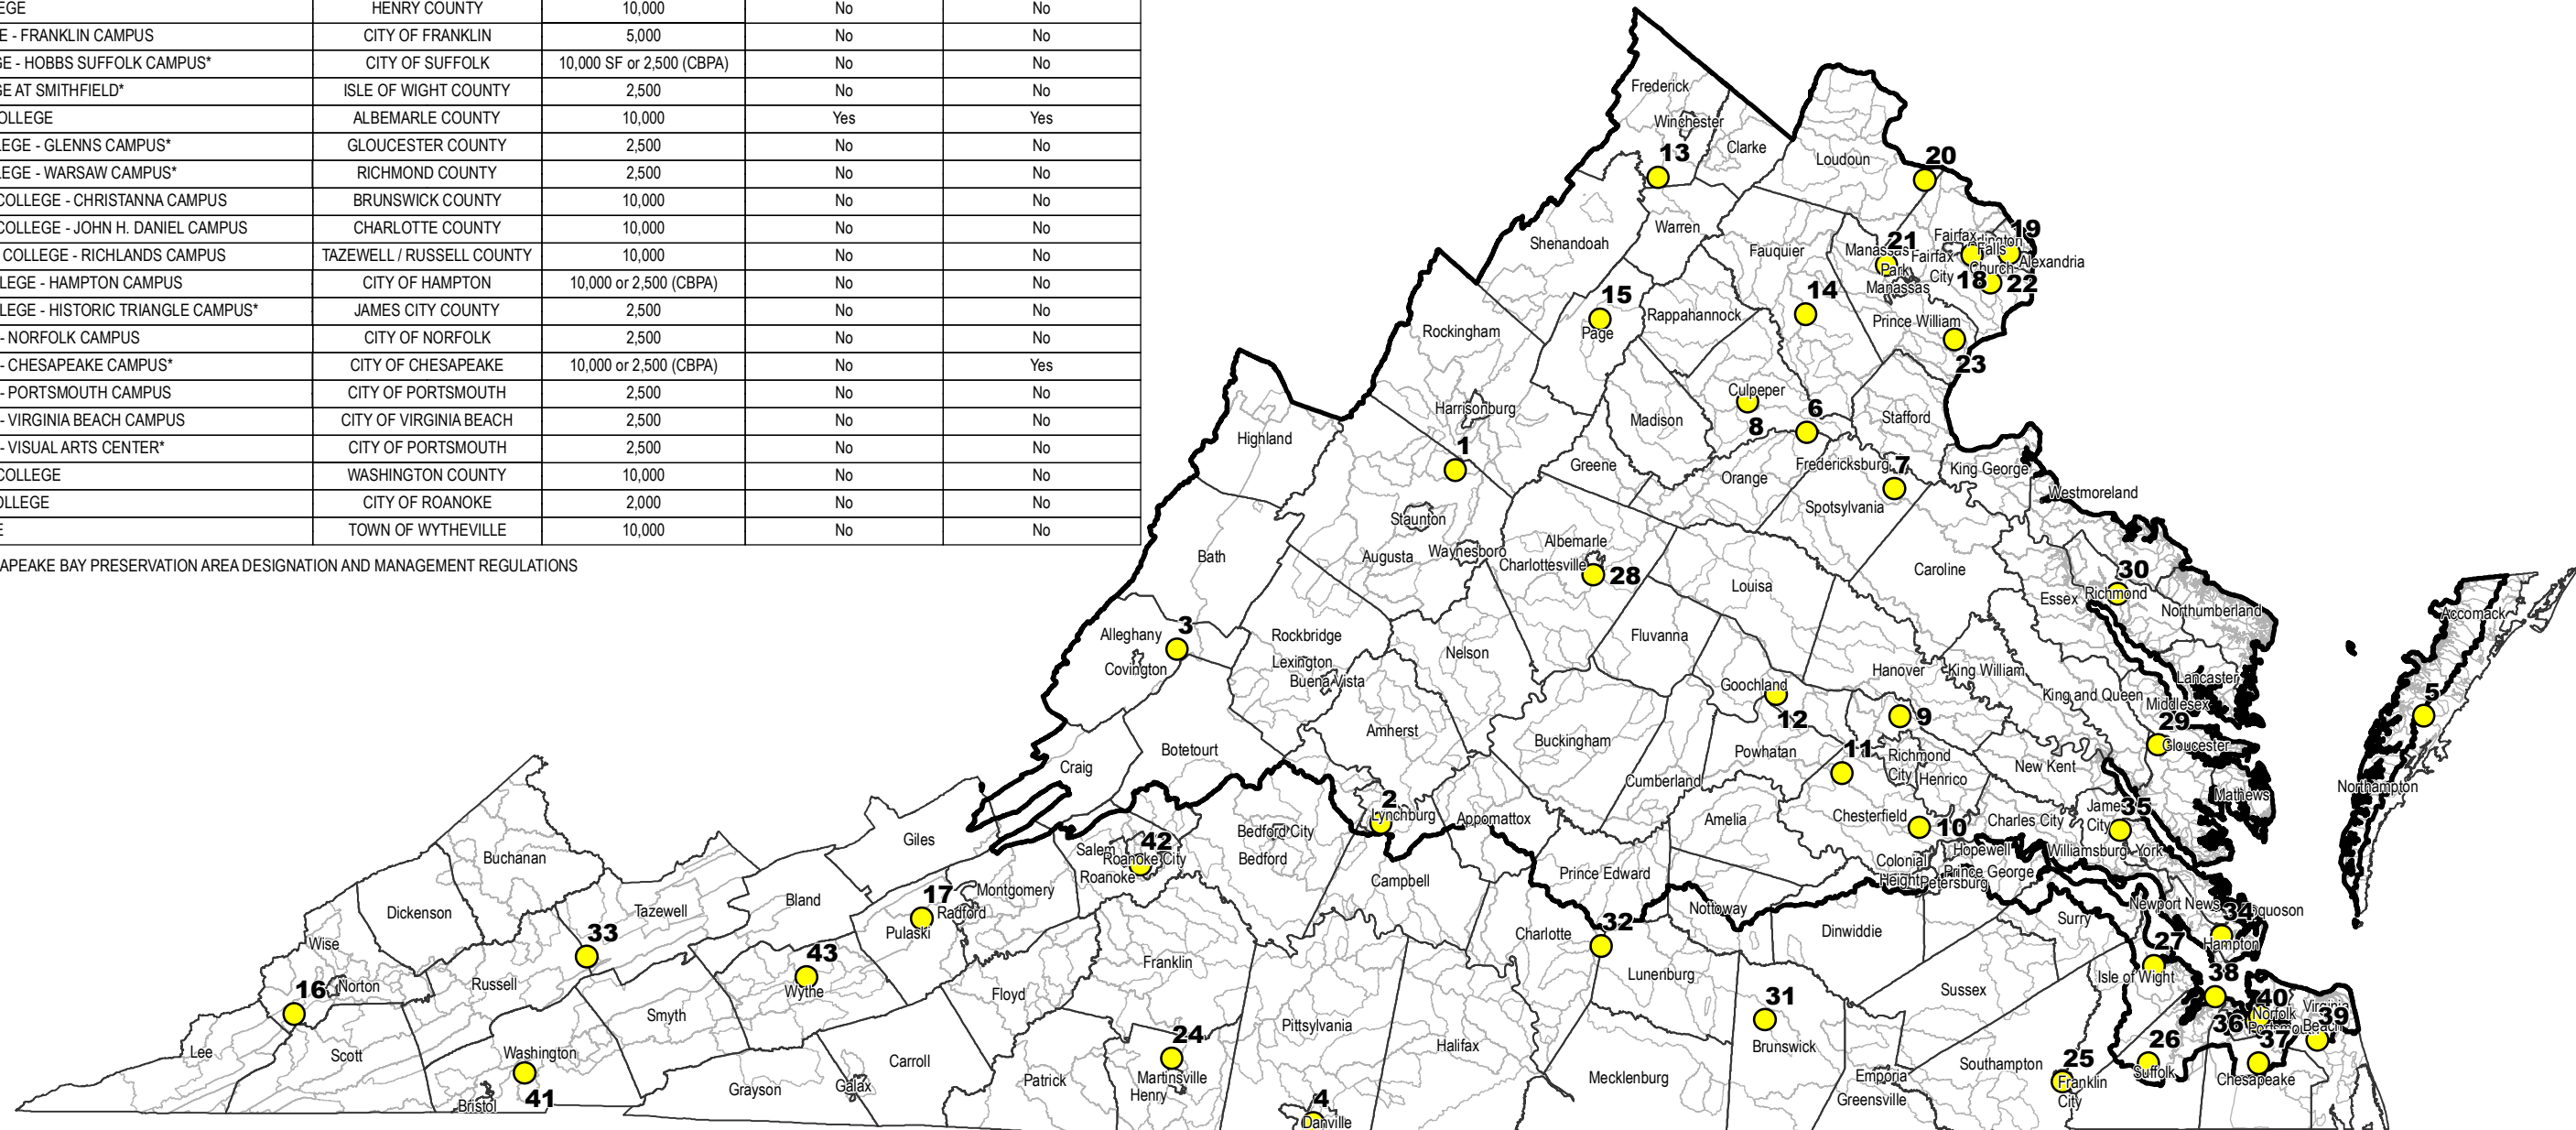 EGE HENRY COUNTY 10,000 No No
E - FRANKLIN CAMPUS CITY OF FRANKLIN 5,000 No No
GE - HOBBS SUFFOLK CAMPUS* CITY OF SUFFOLK 10,000 SF or 2,500 (CBPA) No No
GE AT SMITHFIELD* ISLE OF WIGHT COUNTY 2,500 No No
OLLEGE ALBEMARLE COUNTY 10,000 Yes Yes
LEGE - GLENNS CAMPUS* GLOUCESTER COUNTY 2,500 No No
LEGE - WARSAW CAMPUS* RICHMOND COUNTY 2,500 No No
COLLEGE - CHRISTANNA CAMPUS BRUNSWICK COUNTY 10,000 No No
COLLEGE - JOHN H. DANIEL CAMPUS CHARLOTTE COUNTY 10,000 No No
COLLEGE - RICHLANDS CAMPUS TAZEWELL / RUSSELL COUNTY 10,000 No No
LEGE - HAMPTON CAMPUS CITY OF HAMPTON 10,000 or 2,500 (CBPA) No No
LEGE - HISTORIC TRIANGLE CAMPUS* JAMES CITY COUNTY 2,500 No No
- NORFOLK CAMPUS CITY OF NORFOLK 2,500 No No
- CHESAPEAKE CAMPUS* CITY OF CHESAPEAKE 10,000 or 2,500 (CBPA) No Yes
- PORTSMOUTH CAMPUS CITY OF PORTSMOUTH 2,500 No No
- VIRGINIA BEACH CAMPUS CITY OF VIRGINIA BEACH 2,500 No No
- VISUAL ARTS CENTER* CITY OF PORTSMOUTH 2,500 No No
COLLEGE WASHINGTON COUNTY 10,000 No No
OLLEGE CITY OF ROANOKE 2,000 No No
E TOWN OF WYTHEVILLE 10,000 No No
APEAKE BAY PRESERVATION AREA DESIGNATION AND MANAGEMENT REGULATIONS
Frederick
Winchester
Clarke
13
Loudoun
20
Warren
Shenandoah
Fauquier
19
Fairfax
Falls
Church
Alexandria
Fairfax
City
18
22
21
Manassas
Park
Manassas
14
15
Page
Rappahannock
Rockingham
Prince William
23
Harrisonburg
Madison
Culpeper
8
6
Stafford
Highland
1
Greene
Orange
Fredericksburg
7
King George
Westmoreland
Spotsylvania
Staunton
Augusta
Waynesboro
Albemarle
Charlottesville
28
Bath
Louisa
Caroline
30
Richmond
Essex
Northumberland
Accomack
Alleghany
3
Covington
Rockbridge
Lexington
Buena Vista
Nelson
Fluvanna
Hanover
King William
Lancaster
King and Queen
Middlesex
29
Gloucester
5
Goochland
12
9
Amherst
Buckingham
Powhatan
11
Richmond
City
Henrico
New Kent
Botetourt
Craig
Cumberland
Mathews
Northampton
2
Lynchburg
Appomattox
Amelia
Chesterfield
10
Charles City
James
City
35
Williamsburg
York
Hopewell
Colonial
Height
Petersburg
Prince George
Giles
Salem
42
Roanoke City
Roanoke
Bedford City
Bedford
Campbell
Prince Edward
Buchanan
Bland
Montgomery
17
Radford
Pulaski
Dickenson
Tazewell
Nottoway
Dinwiddie
Surry
Newport News
34
quoson
Hampton
Wise
33
43
Wythe
Franklin
Charlotte
32
Lunenburg
27
Isle of Wight
38
16
Norton
Russell
Smyth
Floyd
Pittsylvania
Halifax
31
Brunswick
Sussex
40
Norfolk
36
Virginia
Beach
39
37
Chesapeake
26
Suffolk
Lee
Scott
Washington
41
Bristol
Grayson
Galax
Carroll
Patrick
24
Martinsville
Henry
4
Danville
Mecklenburg
Emporia
Greensville
Southampton
25
Franklin
City